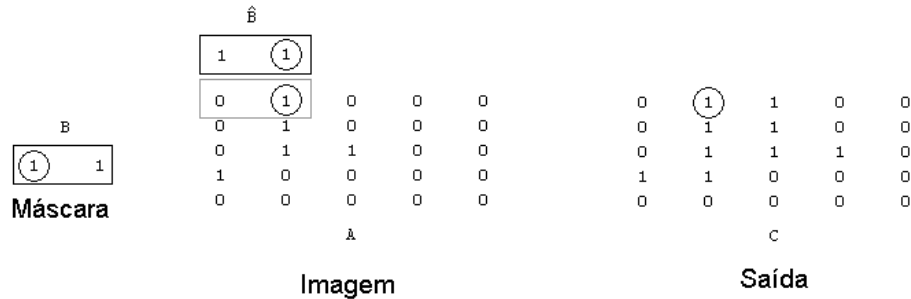 B̂
1 1
0 1 0 0 0
0 1 0 0 0
0 1 1 0 0
1 0 0 0 0
0 0 0 0 0
A
Imagem
B
1 1
Máscara
0 1 1 0 0
0 1 1 0 0
0 1 1 1 0
1 1 0 0 0
0 0 0 0 0
C
Saída